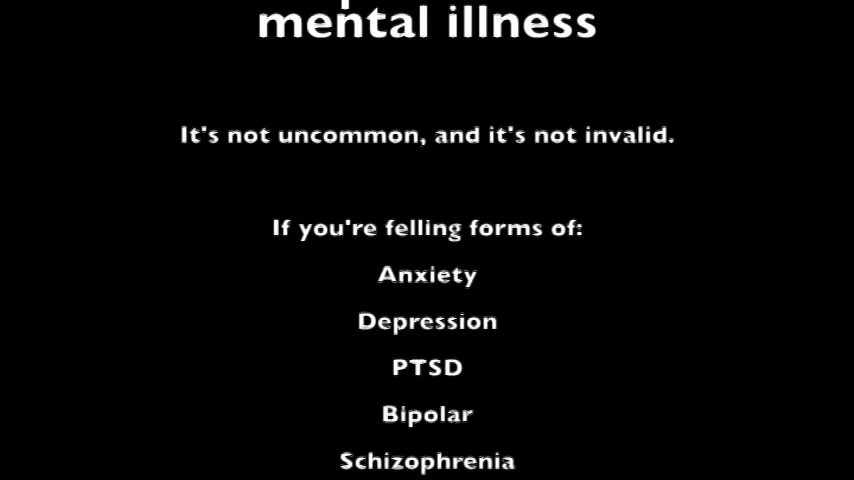 mental illness
It's not uncommon, and it's not invalid.
If you're felling forms of:
Anxiety
Depression
PTSD
Bipolar
Schizophrenia